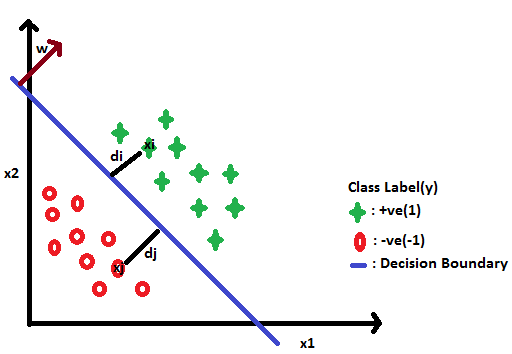 w
xi
di
x2
Class Label(y)
: +ve(1)
: -ve(-1)
dj
xj
: Decision Boundary
x1